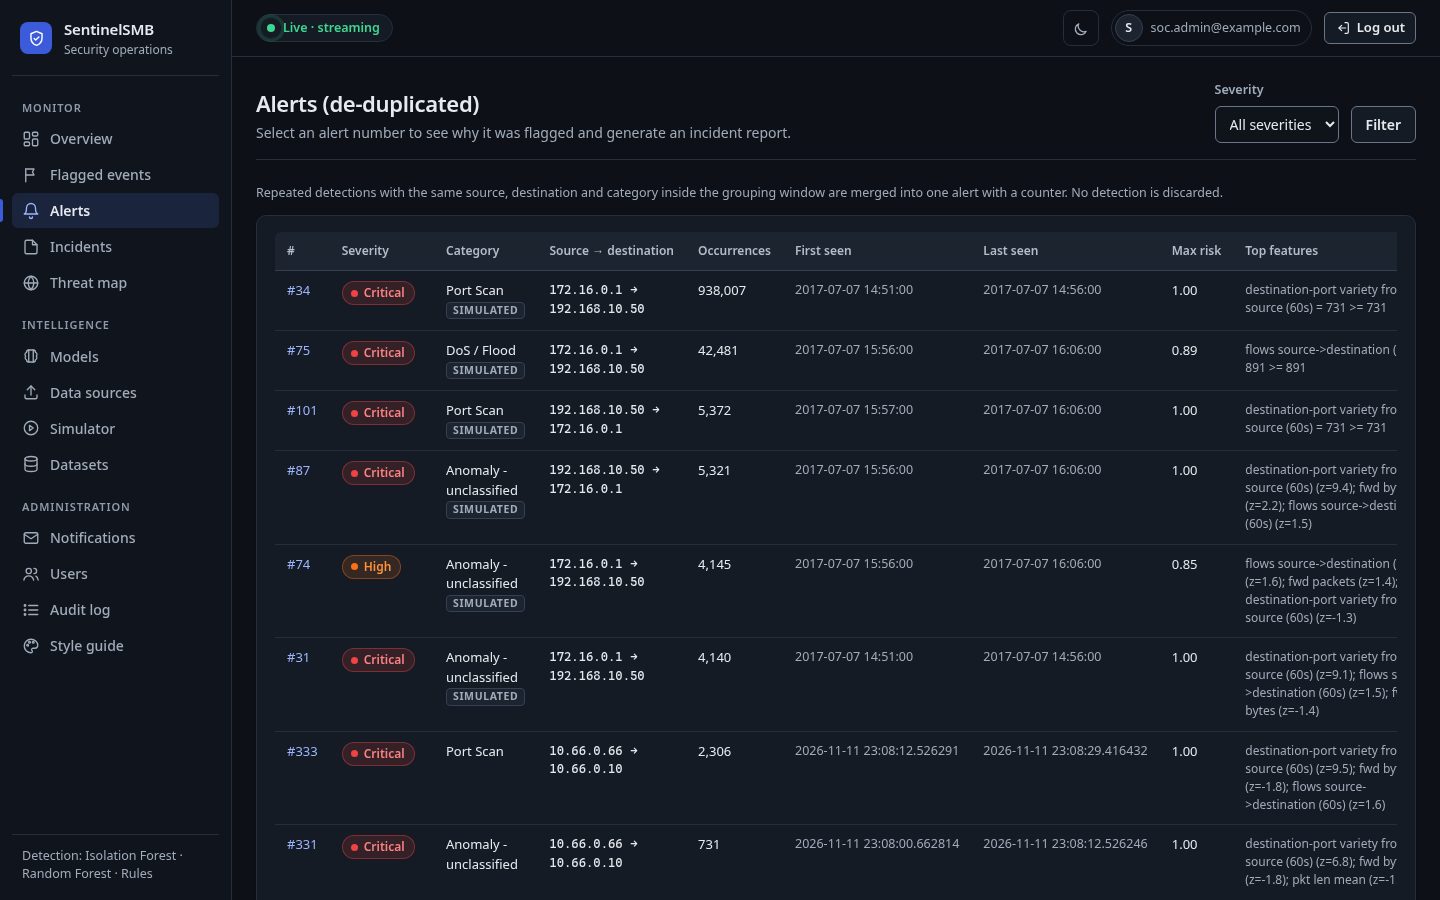 SentinelSMB
Security operations
MONITOR
Overview
Flagged events
Alerts
Incidents
Threat map
INTELLIGENCE
Models
Data sources
Simulator
Datasets
ADMINISTRATION
Notifications
Users
Audit log
Style guide
Detection: Isolation Forest ·
Random Forest · Rules
Live · streaming
S
soc.admin@example.com
Log out
Alerts (de-duplicated)
Select an alert number to see why it was flagged and generate an incident report.
Severity
All severities
Filter
Repeated detections with the same source, destination and category inside the grouping window are merged into one alert with a counter. No detection is discarded.
# Severity Category Source → destination Occurrences First seen Last seen Max risk Top features
#34 Critical Port Scan 172.16.0.1 → 938,007 2017-07-07 14:51:00 2017-07-07 14:56:00 1.00 destination-port variety fro
SIMULATED 192.168.10.50 source (60s) = 731 >= 731
#75 Critical DoS / Flood 172.16.0.1 → 42,481 2017-07-07 15:56:00 2017-07-07 16:06:00 0.89 flows source->destination (
SIMULATED 192.168.10.50 891 >= 891
#101 Critical Port Scan 192.168.10.50 → 5,372 2017-07-07 15:57:00 2017-07-07 16:06:00 1.00 destination-port variety fro
SIMULATED 172.16.0.1 source (60s) = 731 >= 731
#87 Critical Anomaly - 192.168.10.50 → 5,321 2017-07-07 15:56:00 2017-07-07 16:06:00 1.00 destination-port variety fro
unclassified 172.16.0.1 source (60s) (z=9.4); fwd by
SIMULATED (z=2.2); flows source->desti
(60s) (z=1.5)
#74 High Anomaly - 172.16.0.1 → 4,145 2017-07-07 15:56:00 2017-07-07 16:06:00 0.85 flows source->destination (
unclassified 192.168.10.50 (z=1.6); fwd packets (z=1.4);
SIMULATED destination-port variety fro
source (60s) (z=-1.3)
#31 Critical Anomaly - 172.16.0.1 → 4,140 2017-07-07 14:51:00 2017-07-07 14:56:00 1.00 destination-port variety fro
unclassified 192.168.10.50 source (60s) (z=9.1); flows s
SIMULATED >destination (60s) (z=1.5); f
bytes (z=-1.4)
#333 Critical Port Scan 10.66.0.66 → 2,306 2026-11-11 23:08:12.526291 2026-11-11 23:08:29.416432 1.00 destination-port variety fro
10.66.0.10 source (60s) (z=9.5); fwd by
(z=-1.8); flows source-
>destination (60s) (z=1.6)
#331 Critical Anomaly - 10.66.0.66 → 731 2026-11-11 23:08:00.662814 2026-11-11 23:08:12.526246 1.00 destination-port variety fro
unclassified 10.66.0.10 source (60s) (z=6.8); fwd by
(z=-1.8); pkt len mean (z=-1